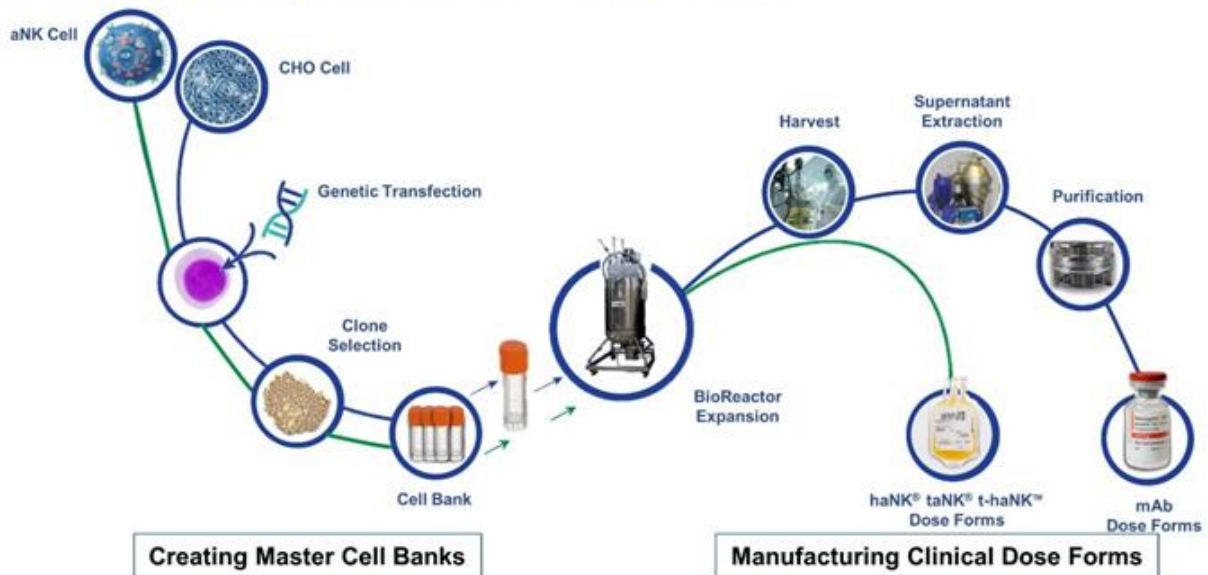 aNK Cell
CHO Cell
Genetic Transfection
Clone
Selection
Cell Bank
BioReactor
Expansion
Harvest
Supernatant
Extraction
Purification
haNK® taNK® t-haNK™
Dose Forms
mAb
Dose Forms
Creating Master Cell Banks
Manufacturing Clinical Dose Forms